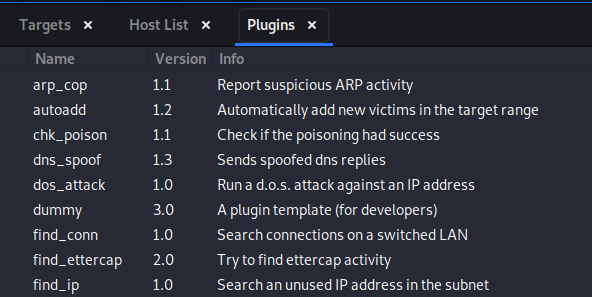 Targets × Host List × Plugins ×
Name Version Info
arp_cop 1.1 Report suspicious ARP activity
autoadd 1.2 Automatically add new victims in the target range
chk_poison 1.1 Check if the poisoning had success
dns_spoof 1.3 Sends spoofed dns replies
dos_attack 1.0 Run a d.o.s. attack against an IP address
dummy 3.0 A plugin template (for developers)
find_conn 1.0 Search connections on a switched LAN
find_ettercap 2.0 Try to find ettercap activity
find_ip 1.0 Search an unused IP address in the subnet